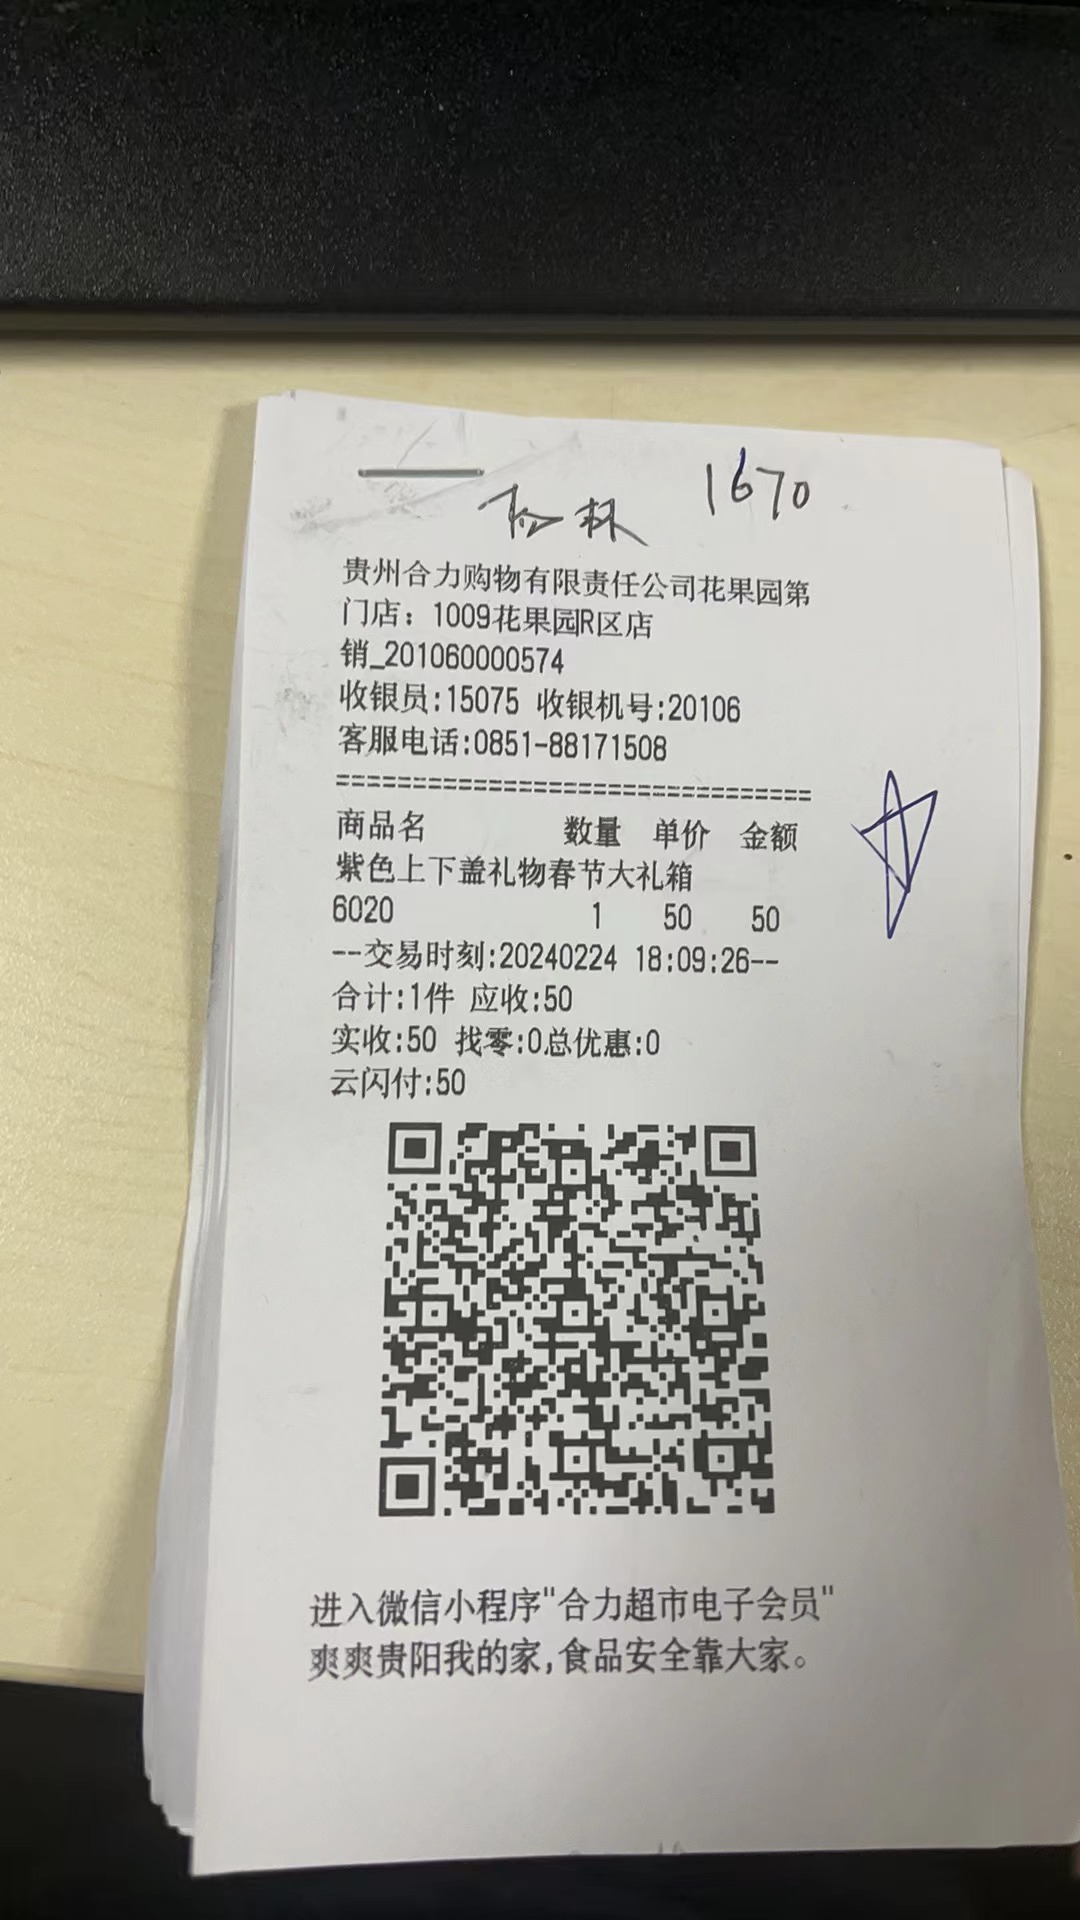 1670
贵州合力购物有限责任公司花果园第
门店：1009花果园R区店
销_201060000574
收银员:15075 收银机号:20106
客服电话:0851-88171508
================================
商品名 数量 单价 金额
紫色上下盖礼物春节大礼箱
6020 1 50 50
--交易时刻:20240224 18:09:26--
合计:1件 应收:50
实收:50 找零:0总优惠:0
云闪付:50
进入微信小程序"合力超市电子会员"
爽爽贵阳我的家,食品安全靠大家。